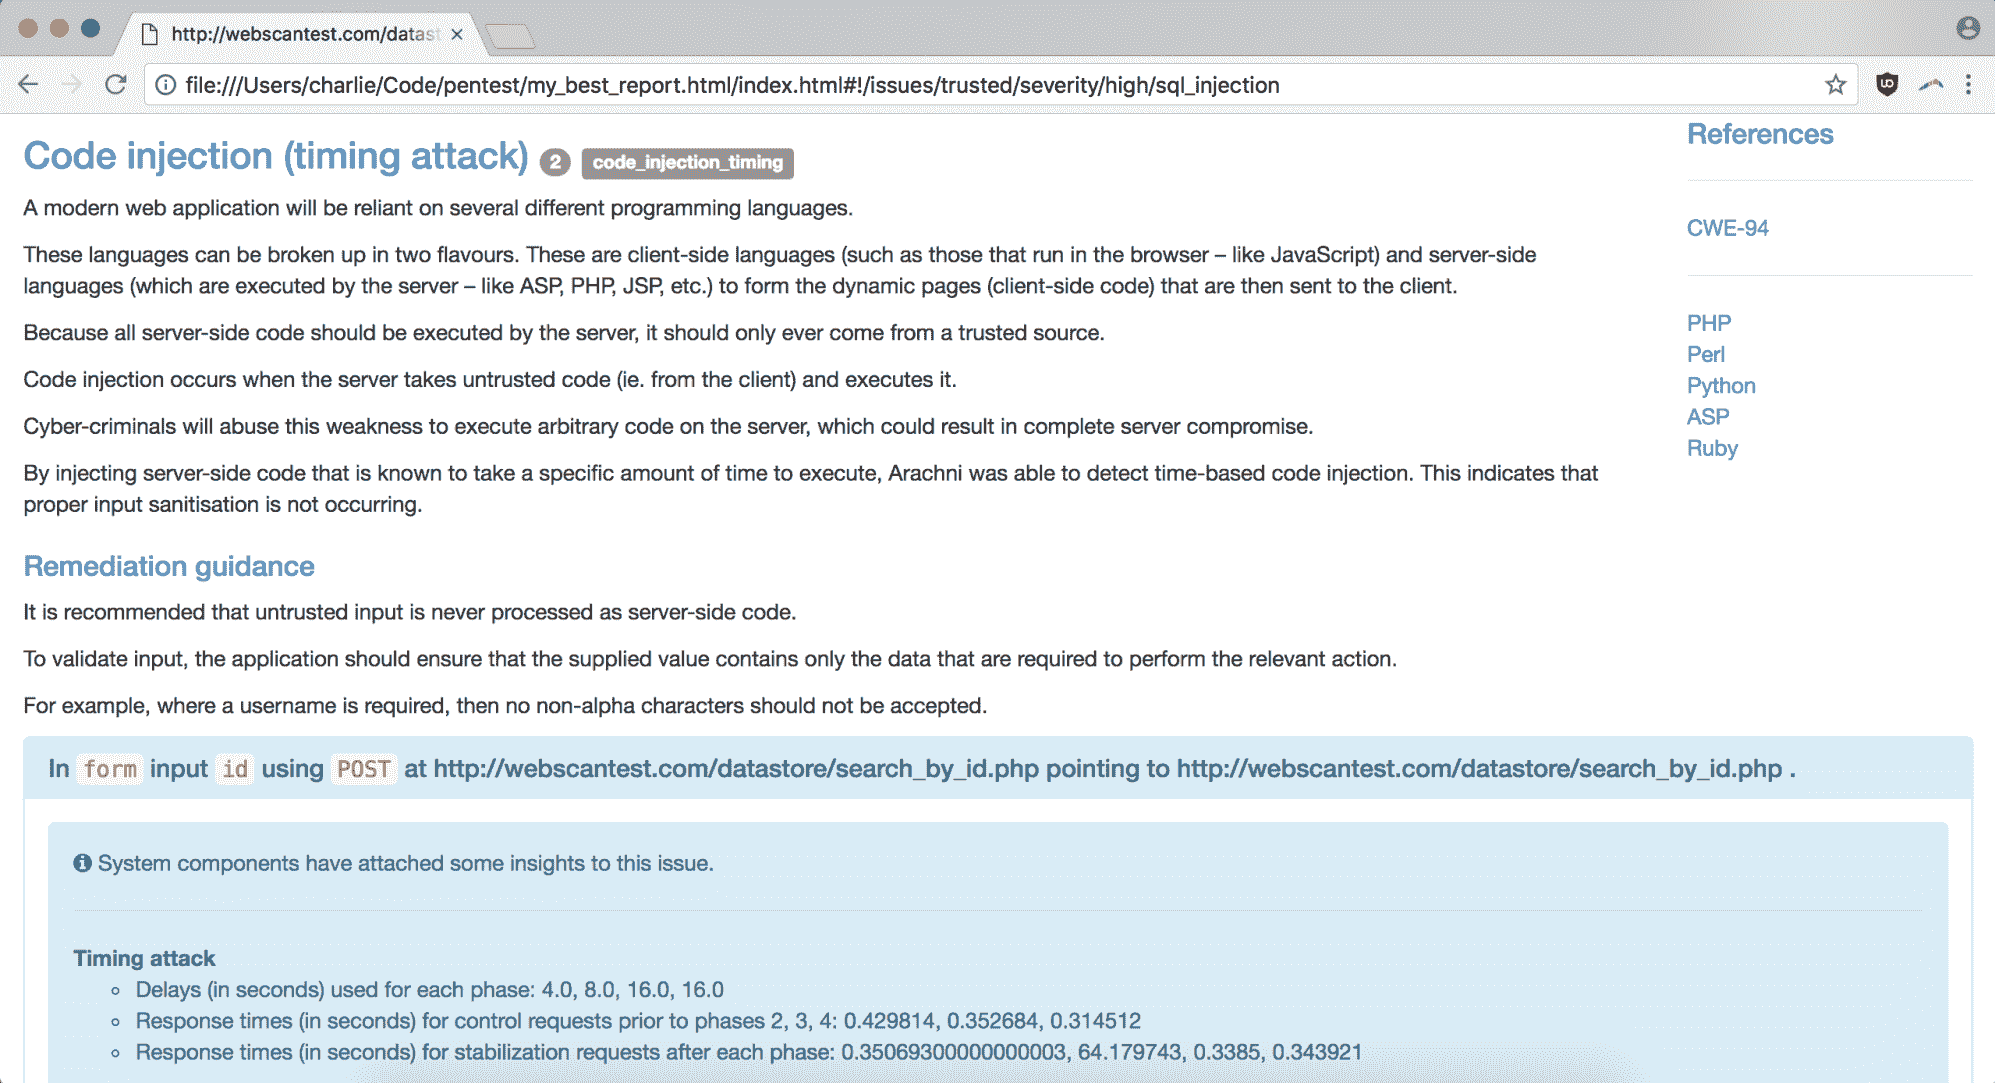 http://webscantest.com/datast
file:///Users/charlie/Code/pentest/my_best_report.html/index.html#!/issues/trusted/severity/high/sql_injection
Code injection (timing attack) 2 code_injection_timing
A modern web application will be reliant on several different programming languages.
These languages can be broken up in two flavours. These are client-side languages (such as those that run in the browser – like JavaScript) and server-side
languages (which are executed by the server – like ASP, PHP, JSP, etc.) to form the dynamic pages (client-side code) that are then sent to the client.
Because all server-side code should be executed by the server, it should only ever come from a trusted source.
Code injection occurs when the server takes untrusted code (ie. from the client) and executes it.
Cyber-criminals will abuse this weakness to execute arbitrary code on the server, which could result in complete server compromise.
By injecting server-side code that is known to take a specific amount of time to execute, Arachni was able to detect time-based code injection. This indicates that
proper input sanitisation is not occurring.
Remediation guidance
It is recommended that untrusted input is never processed as server-side code.
To validate input, the application should ensure that the supplied value contains only the data that are required to perform the relevant action.
For example, where a username is required, then no non-alpha characters should not be accepted.
References
CWE-94
PHP
Perl
Python
ASP
Ruby
In form input id using POST at http://webscantest.com/datastore/search_by_id.php pointing to http://webscantest.com/datastore/search_by_id.php .
System components have attached some insights to this issue.
Timing attack
Delays (in seconds) used for each phase: 4.0, 8.0, 16.0, 16.0
Response times (in seconds) for control requests prior to phases 2, 3, 4: 0.429814, 0.352684, 0.314512
Response times (in seconds) for stabilization requests after each phase: 0.35069300000000003, 64.179743, 0.3385, 0.343921